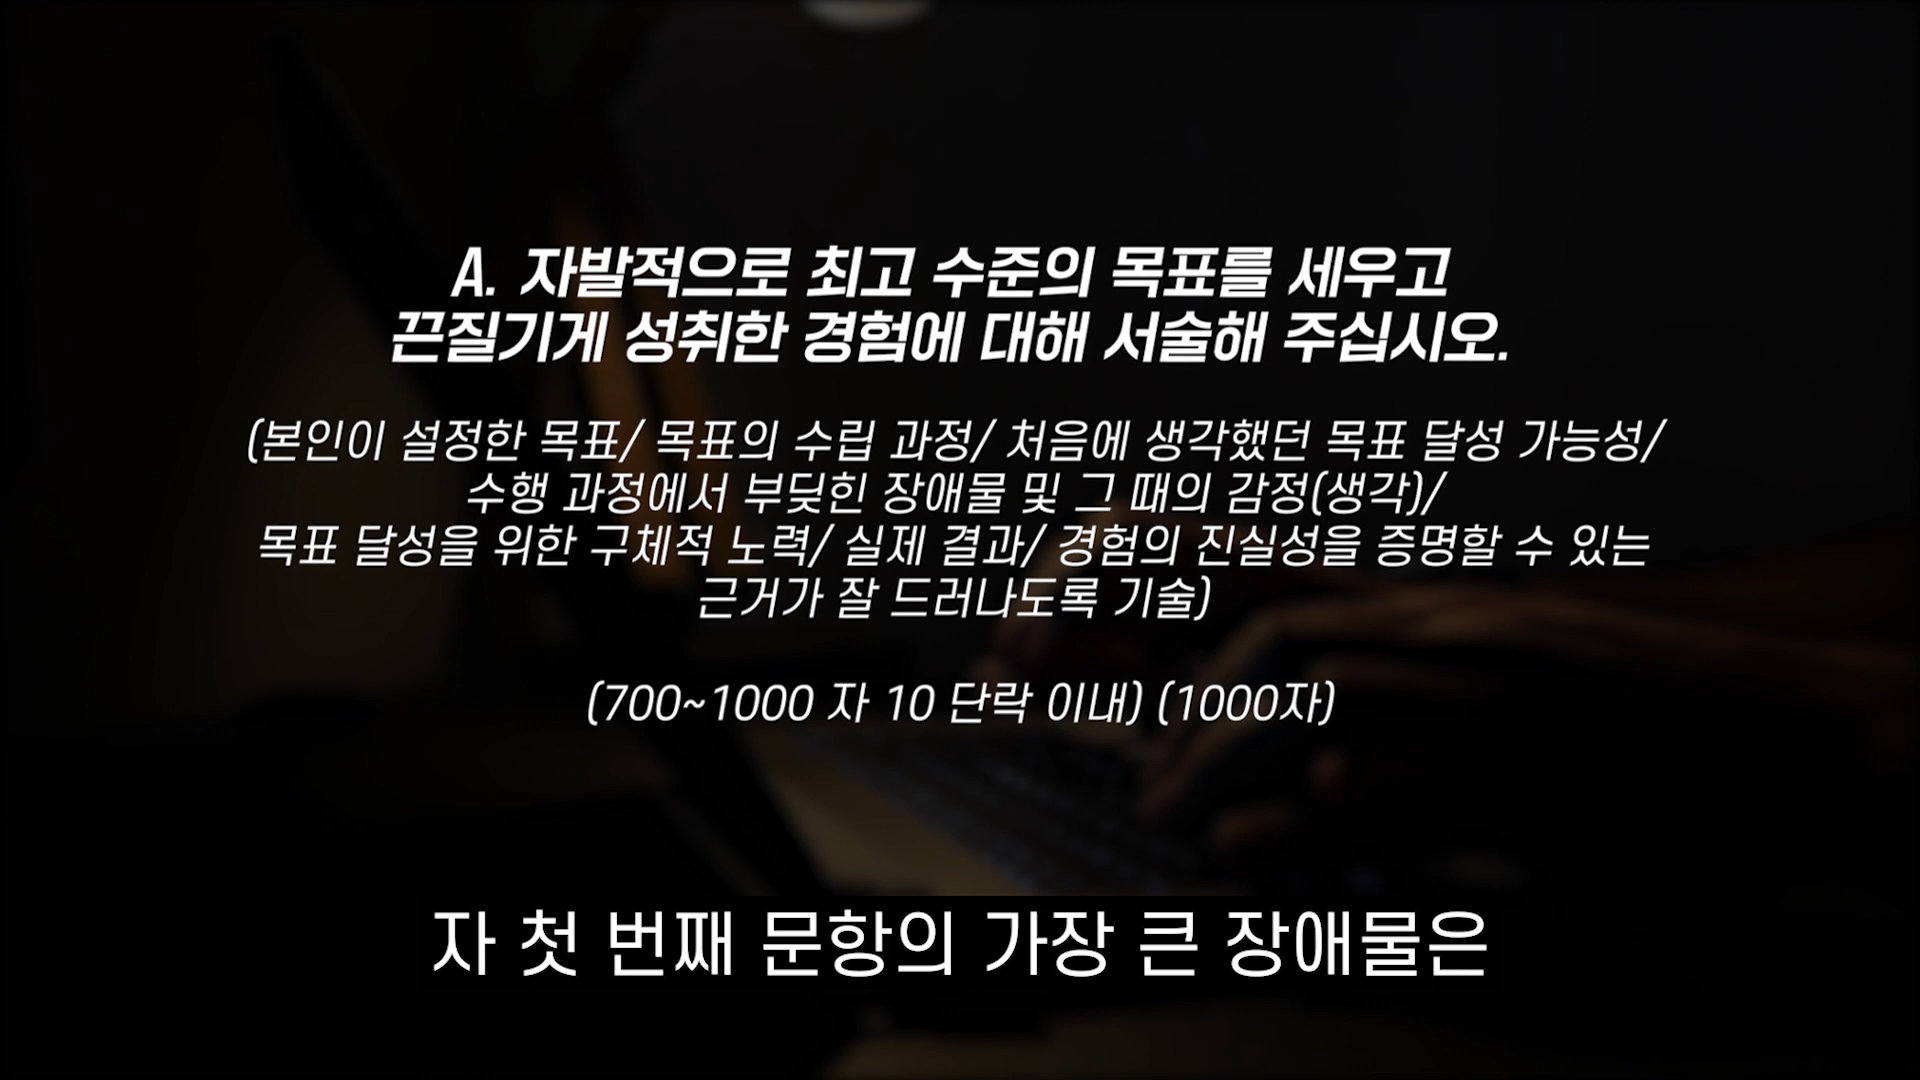 A. 자발적으로 최고 수준의 목표를 세우고
끈질기게 성취한 경험에 대해 서술해 주십시오.
(본인이 설정한 목표/ 목표의 수립 과정/ 처음에 생각했던 목표 달성 가능성/
수행 과정에서 부딪힌 장애물 및 그 때의 감정(생각)/
목표 달성을 위한 구체적 노력/ 실제 결과/ 경험의 진실성을 증명할 수 있는
근거가 잘 드러나도록 기술)
(700~1000 자 10 단락 이내) (1000자)
자 첫 번째 문항의 가장 큰 장애물은